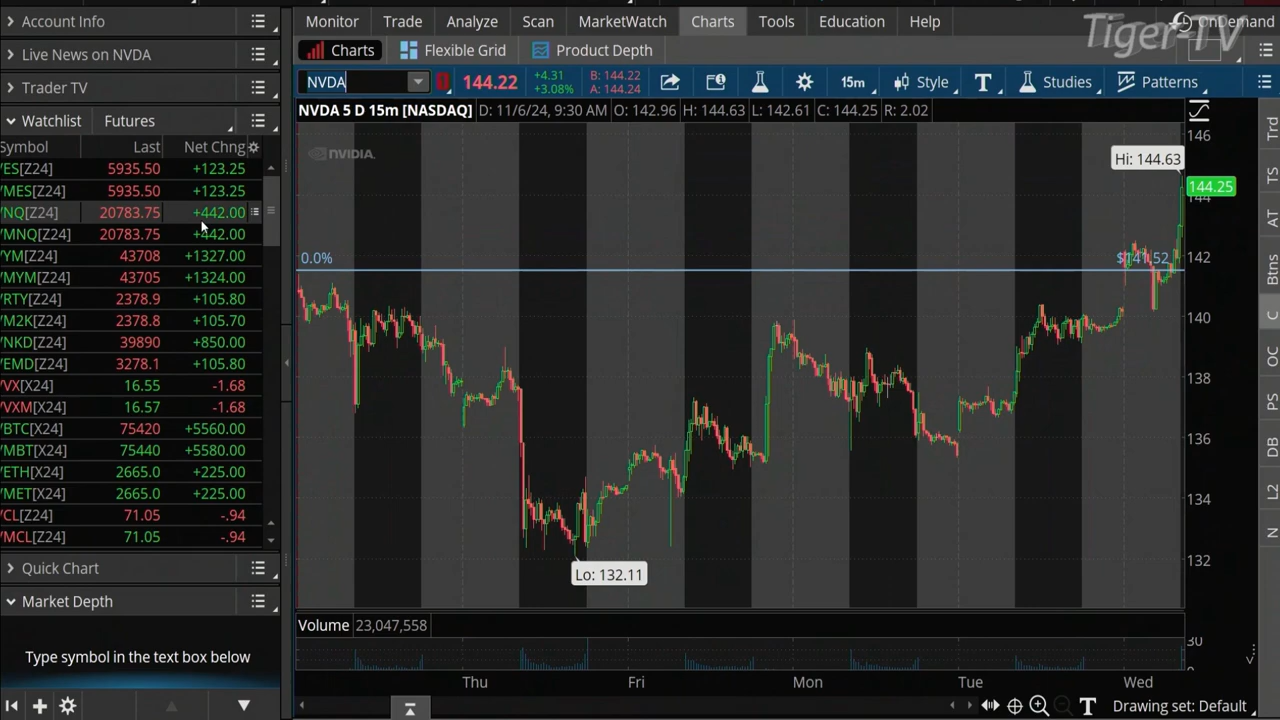 Account Info
Live News on NVDA
Trader TV
Watchlist Futures
Symbol Last Net Chng
/ES[Z24] 5935.50 +123.25
/MES[Z24] 5935.50 +123.25
/NQ[Z24] 20783.75 +442.00
/MNQ[Z24] 20783.75 +442.00
/YM[Z24] 43708 +1327.00
/MYM[Z24] 43705 +1324.00
/RTY[Z24] 2378.9 +105.80
/M2K[Z24] 2378.8 +105.70
/NKD[Z24] 39890 +850.00
/EMD[Z24] 3278.1 +105.80
/VX[X24] 16.55 -1.68
/VXM[X24] 16.57 -1.68
/BTC[X24] 75420 +5560.00
/MBT[X24] 75440 +5580.00
/ETH[X24] 2665.0 +225.00
/MET[X24] 2665.0 +225.00
/CL[Z24] 71.05 -.94
/MCL[Z24] 71.05 -.94
Quick Chart
Market Depth
Type symbol in the text box below
Monitor Trade Analyze Scan MarketWatch Charts Tools Education Help
OnDemand
Tiger-TV
Charts Flexible Grid Product Depth
NVDA 144.22 +4.31 +3.08% B: 144.22 A: 144.24 15m Style Studies Patterns
NVDA 5 D 15m [NASDAQ] D: 11/6/24, 9:30 AM O: 142.96 H: 144.63 L: 142.61 C: 144.25 R: 2.02
NVIDIA.
Hi: 144.63
0.0%
$141.52
Lo: 132.11
146
144.25
144
142
140
138
136
134
132
Volume 23,047,558
30
Thu Fri Mon Tue Wed
Drawing set: Default
Trd
TS
AT
Btns
C
OC
PS
DB
L2
N